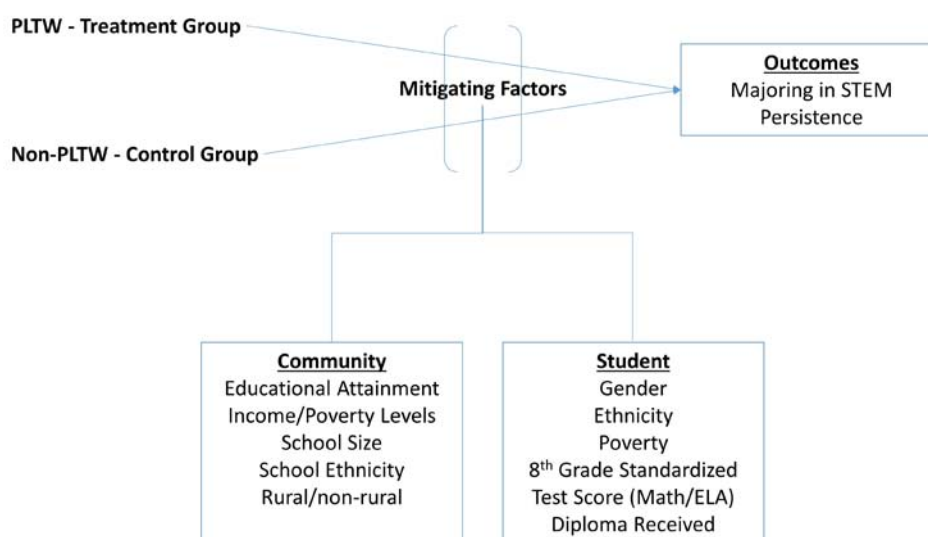 PLTW - Treatment Group
Mitigating Factors
Non-PLTW - Control Group
Outcomes
Majoring in STEM
Persistence
Community
Educational Attainment
Income/Poverty Levels
School Size
School Ethnicity
Rural/non-rural
Student
Gender
Ethnicity
Poverty
8th Grade Standardized
Test Score (Math/ELA)
Diploma Received